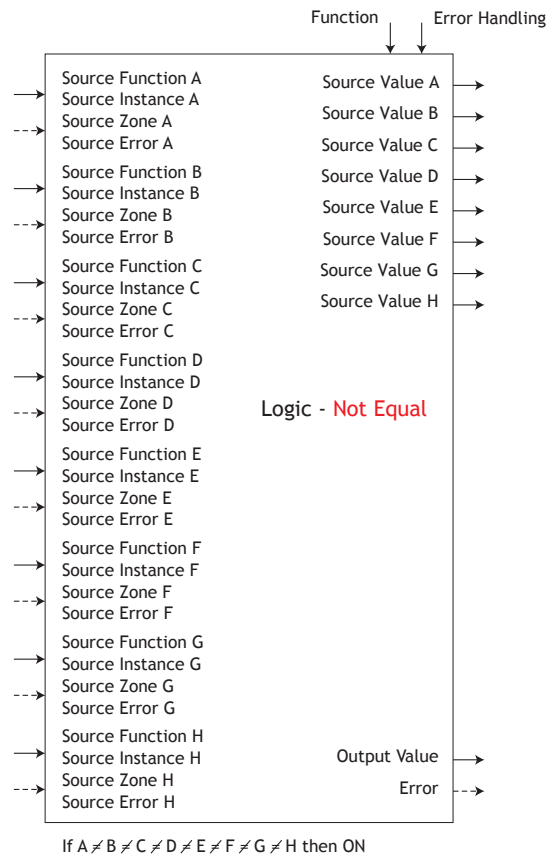 Function Error Handling
Source Function A
Source Instance A
Source Zone A
Source Error A
Source Function B
Source Instance B
Source Zone B
Source Error B
Source Function C
Source Instance C
Source Zone C
Source Error C
Source Function D
Source Instance D
Source Zone D
Source Error D
Source Function E
Source Instance E
Source Zone E
Source Error E
Source Function F
Source Instance F
Source Zone F
Source Error F
Source Function G
Source Instance G
Source Zone G
Source Error G
Source Function H
Source Instance H
Source Zone H
Source Error H
Source Value A
Source Value B
Source Value C
Source Value D
Source Value E
Source Value F
Source Value G
Source Value H
Logic - Not Equal
Output Value
Error
If A ≠ B ≠ C ≠ D ≠ E ≠ F ≠ G ≠ H then ON